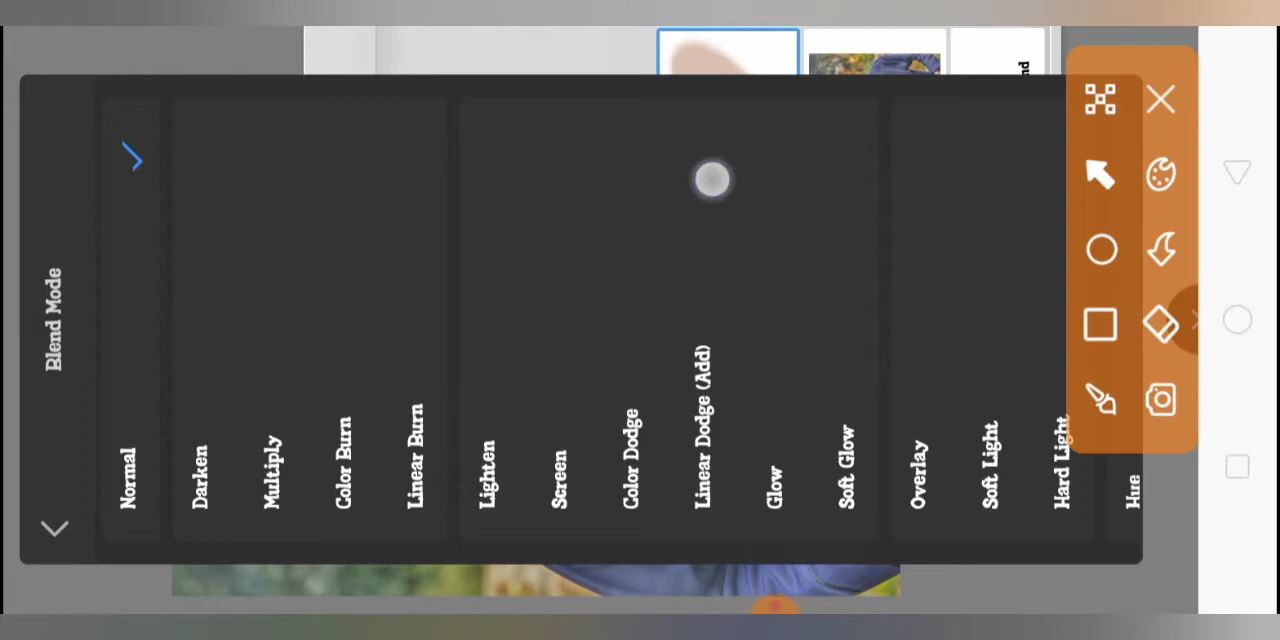 Blend Mode
Normal
Darken
Multiply
Color Burn
Linear Burn
Lighten
Screen
Color Dodge
Linear Dodge (Add)
Glow
Soft Glow
Overlay
Soft Light
Hard Light
Hue
nd